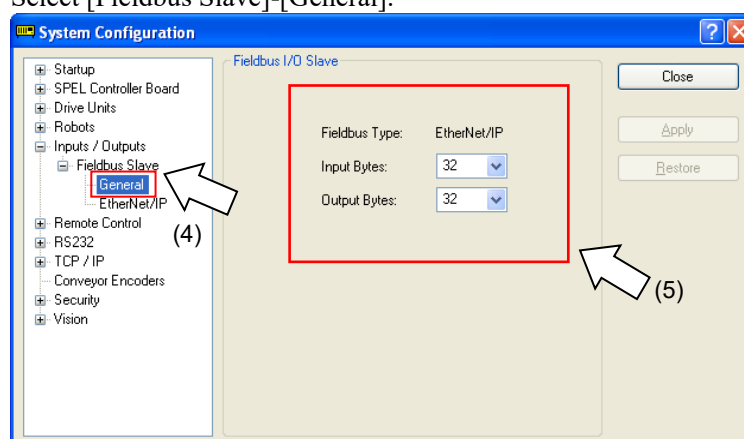 Select [Fieldbus Slave]-[General].
System Configuration
Startup
SPEL Controller Board
Drive Units
Robots
Inputs / Outputs
Fieldbus Slave
General
EtherNet/IP
Remote Control
RS232
TCP / IP
Conveyor Encoders
Security
Vision
(4)
Fieldbus I/O Slave
Fieldbus Type: EtherNet/IP
Input Bytes: 32
Output Bytes: 32
(5)
Close
Apply
Restore